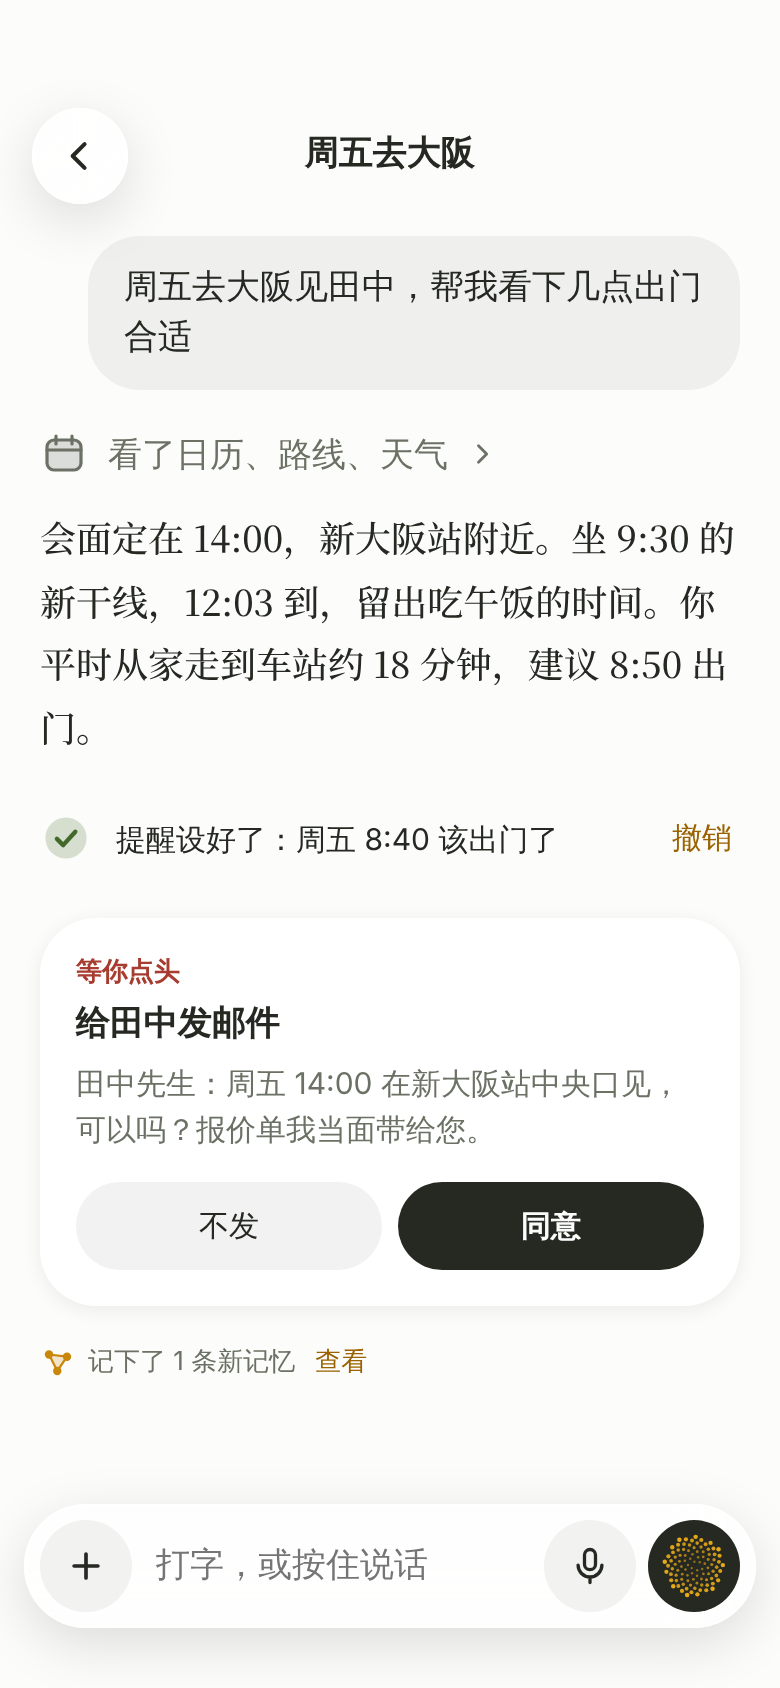 周五去大阪
周五去大阪见田中，帮我看下几点出门
合适
看了日历、路线、天气
会面定在 14:00，新大阪站附近。坐 9:30 的
新干线，12:03 到，留出吃午饭的时间。你
平时从家走到车站约 18 分钟，建议 8:50 出
门。
提醒设好了：周五 8:40 该出门了
撤销
等你点头
给田中发邮件
田中先生：周五 14:00 在新大阪站中央口见，
可以吗？报价单我当面带给您。
不发
同意
记下了 1 条新记忆 查看
打字，或按住说话